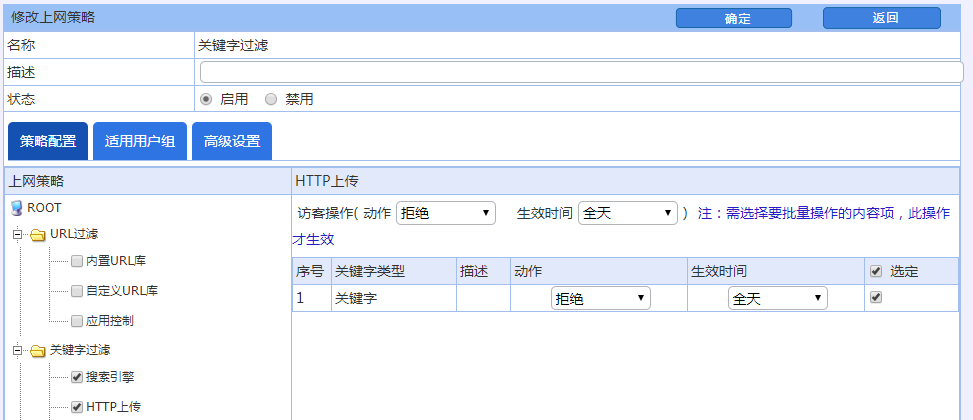 修改上网策略 确定 返回
名称 关键字过滤
描述
状态 启用 禁用
策略配置 适用用户组 高级设置
上网策略 HTTP上传
ROOT
URL过滤
内置URL库
自定义URL库
应用控制
关键字过滤
搜索引擎
HTTP上传
访客操作( 动作 拒绝 生效时间 全天 ) 注：需选择要批量操作的内容项，此操作
才生效
序号 关键字类型 描述 动作 生效时间 选定
1 关键字 拒绝 全天